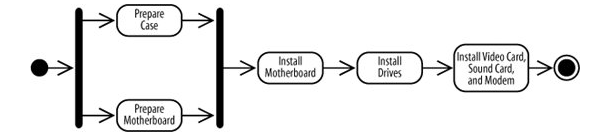 Prepare
Case
Prepare
Motherboard
Install
Motherboard
Install
Drives
Install Video Card,
Sound Card,
and Modem